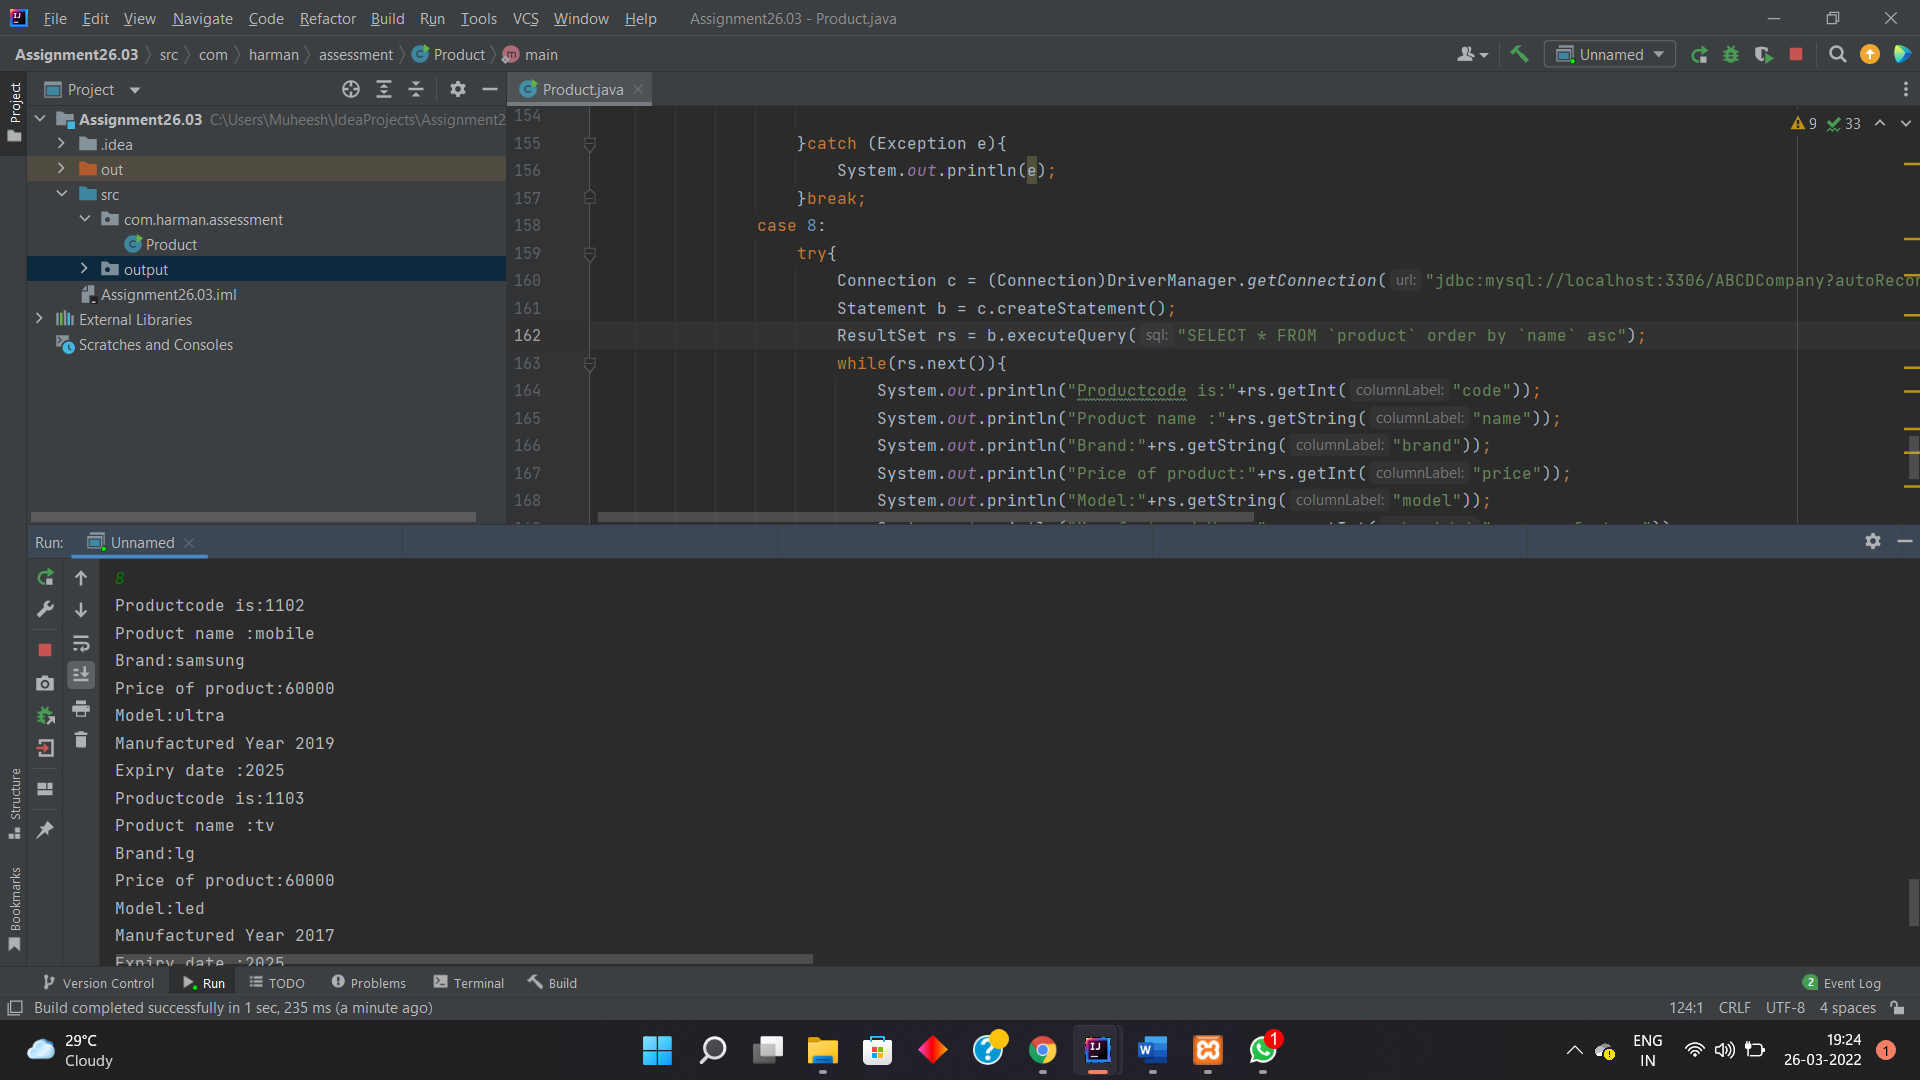 File Edit View Navigate Code Refactor Build Run Tools VCS Window Help Assignment26.03 - Product.java
Assignment26.03 src com harman assessment Product main Unnamed
Project Product.java
Project
Assignment26.03 C:\Users\Muheesh\IdeaProjects\Assignment2
.idea
out
src
com.harman.assessment
Product
output
Assignment26.03.iml
External Libraries
Scratches and Consoles
9 33
154
155 }catch (Exception e){
156 System.out.println(e);
157 }break;
158 case 8:
159 try{
160 Connection c = (Connection)DriverManager.getConnection( url: "jdbc:mysql://localhost:3306/ABCDCompany?autoRecon
161 Statement b = c.createStatement();
162 ResultSet rs = b.executeQuery( sql: "SELECT * FROM `product` order by `name` asc");
163 while(rs.next()){
164 System.out.println("Productcode is:"+rs.getInt( columnLabel: "code"));
165 System.out.println("Product name :"+rs.getString( columnLabel: "name"));
166 System.out.println("Brand:"+rs.getString( columnLabel: "brand"));
167 System.out.println("Price of product:"+rs.getInt( columnLabel: "price"));
168 System.out.println("Model:"+rs.getString( columnLabel: "model"));
Run: Unnamed
8
Productcode is:1102
Product name :mobile
Brand:samsung
Price of product:60000
Model:ultra
Manufactured Year 2019
Expiry date :2025
Productcode is:1103
Product name :tv
Brand:lg
Price of product:60000
Model:led
Manufactured Year 2017
Expiry date :2025
Structure
Bookmarks
Version Control Run TODO Problems Terminal Build 2 Event Log
Build completed successfully in 1 sec, 235 ms (a minute ago) 124:1 CRLF UTF-8 4 spaces
29°C
Cloudy
1
ENG
IN
19:24
26-03-2022
1